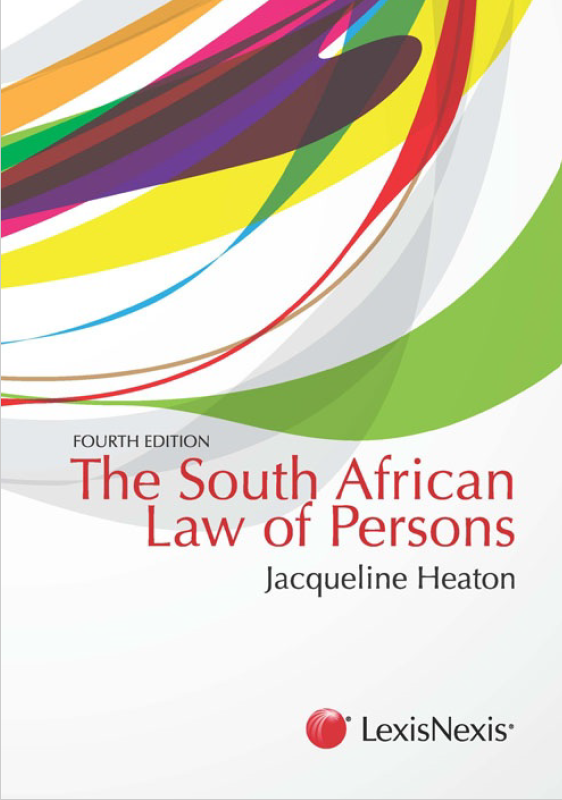 FOURTH EDITION
The South African
Law of Persons
Jacqueline Heaton
LexisNexis®